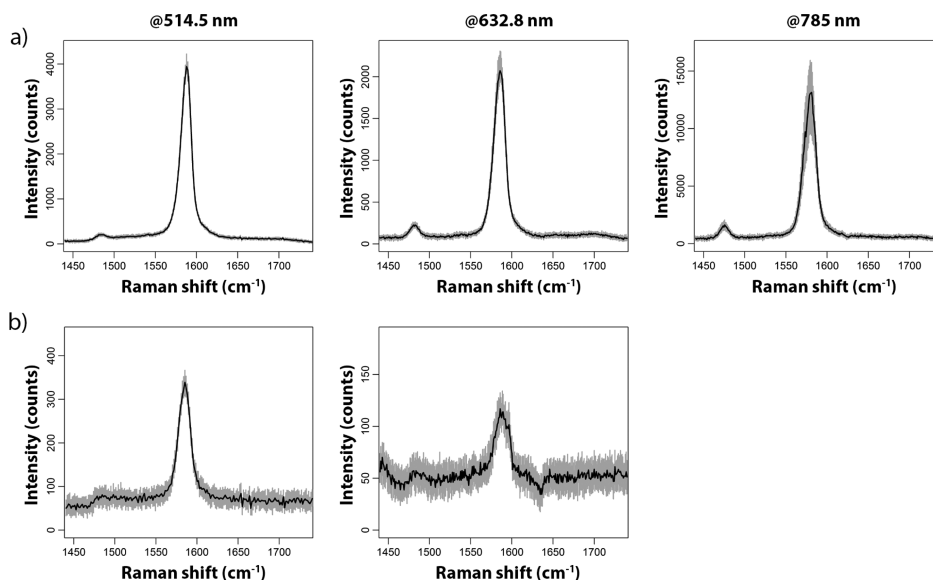 @514.5 nm @632.8 nm @785 nm
a)
Intensity (counts)
0 1000 2000 3000 4000
1450 1500 1550 1600 1650 1700
Raman shift (cm⁻¹)
Intensity (counts)
0 500 1000 1500 2000
1450 1500 1550 1600 1650 1700
Raman shift (cm⁻¹)
Intensity (counts)
0 5000 10000 15000
1450 1500 1550 1600 1650 1700
Raman shift (cm⁻¹)
b)
Intensity (counts)
0 100 200 300 400
1450 1500 1550 1600 1650 1700
Raman shift (cm⁻¹)
Intensity (counts)
0 50 100 150
1450 1500 1550 1600 1650 1700
Raman shift (cm⁻¹)